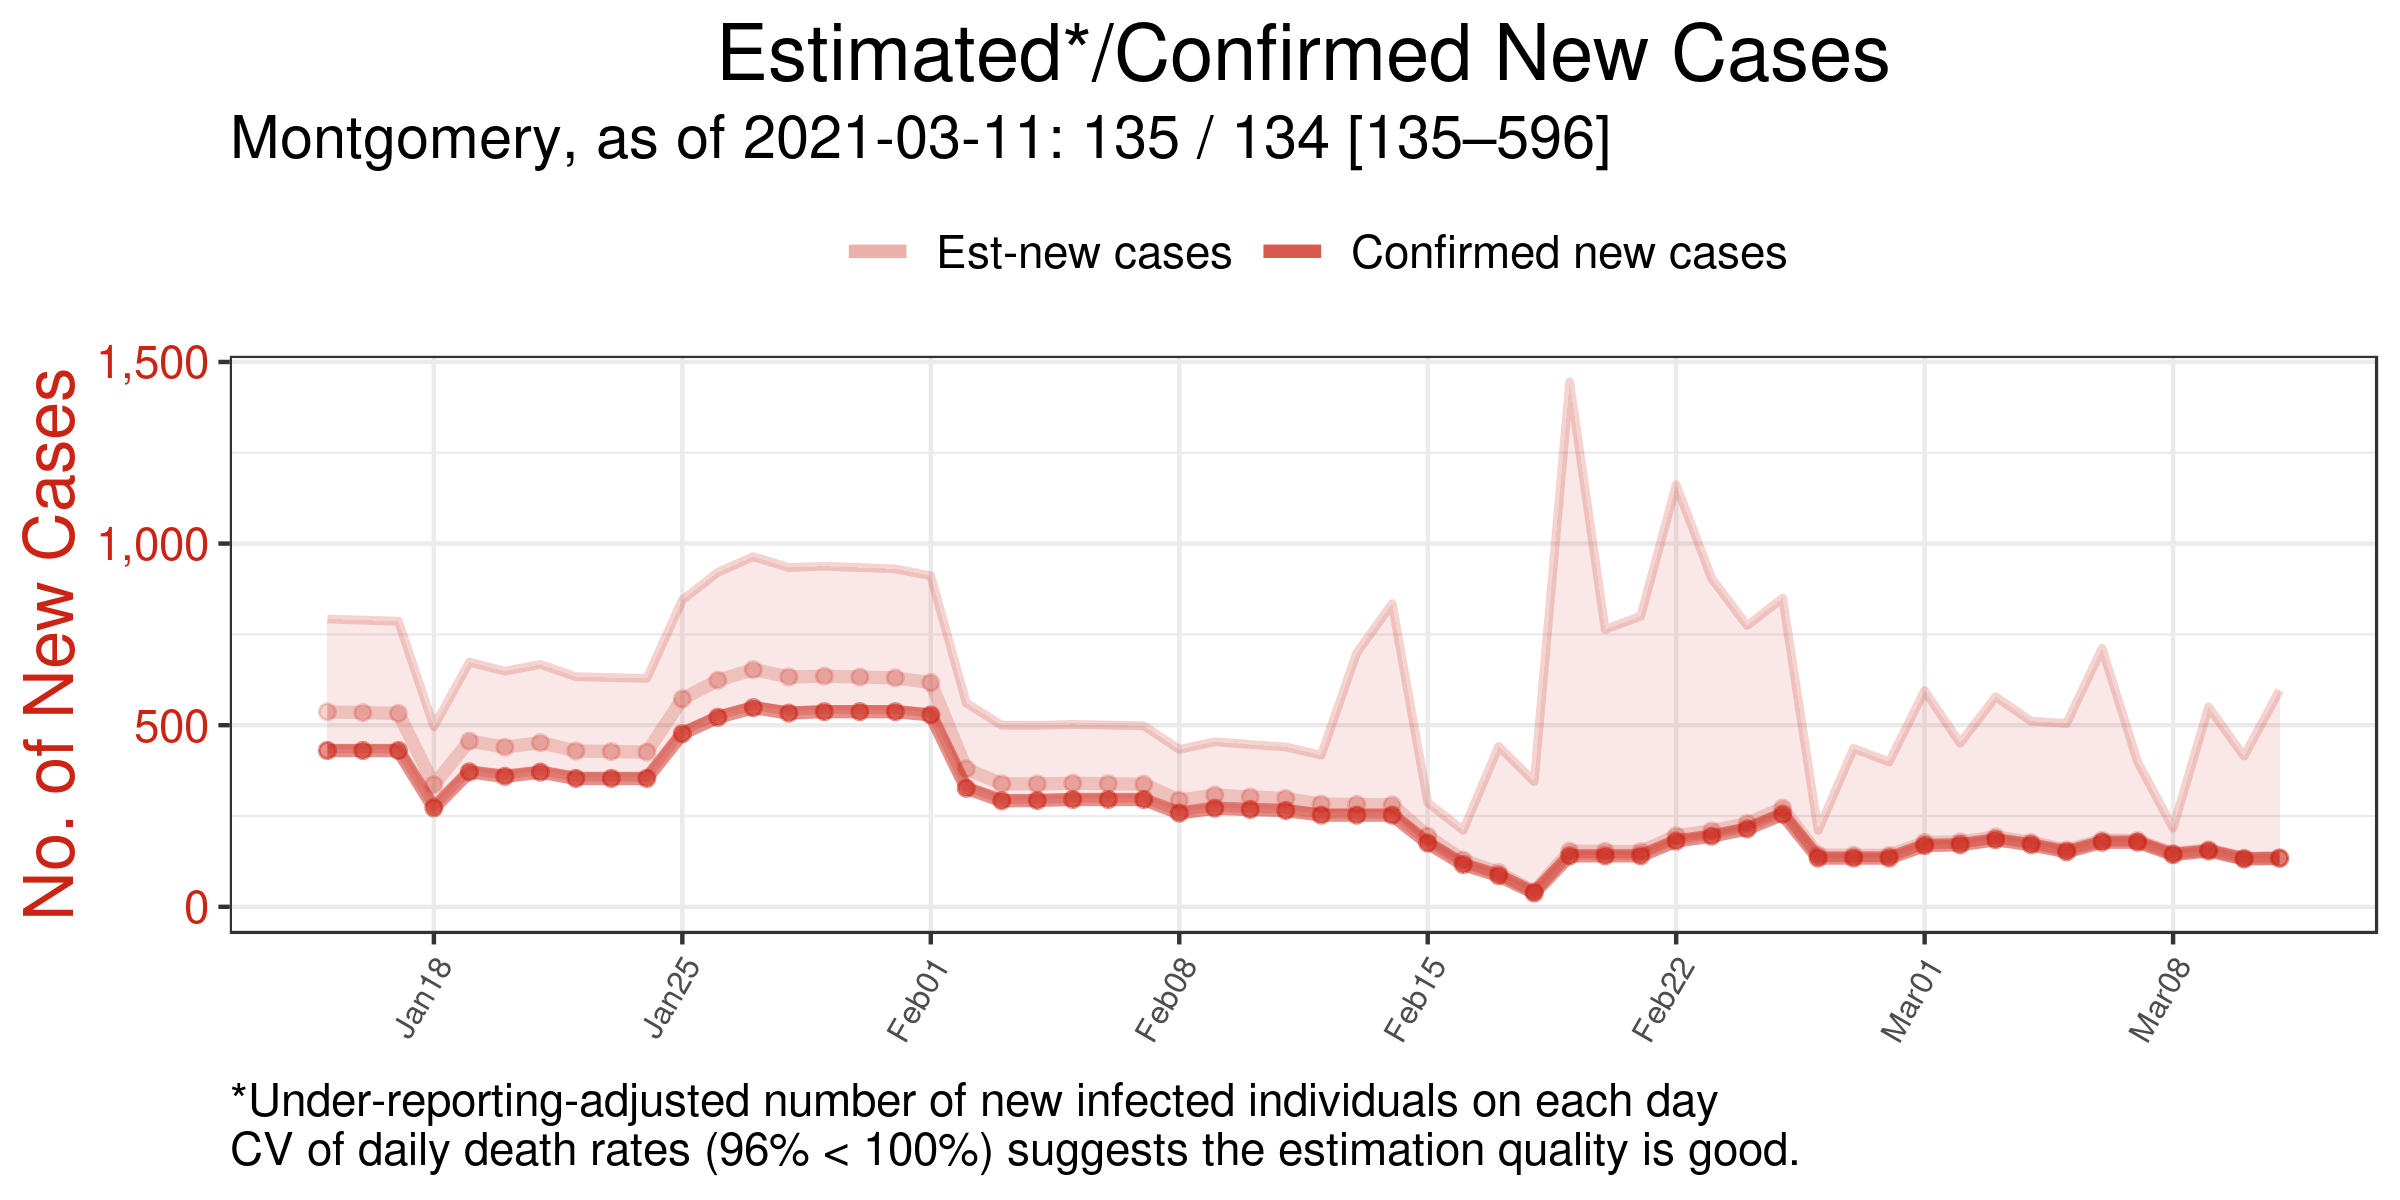 Estimated*/Confirmed New Cases
Montgomery, as of 2021-03-11: 135 / 134 [135–596]
Est-new cases
Confirmed new cases
No. of New Cases
1,500
1,000
500
0
Jan18
Jan25
Feb01
Feb08
Feb15
Feb22
Mar01
Mar08
*Under-reporting-adjusted number of new infected individuals on each day
CV of daily death rates (96% < 100%) suggests the estimation quality is good.